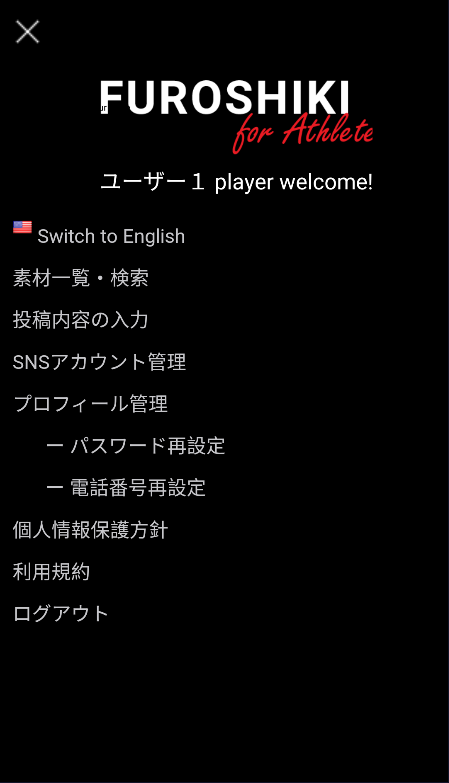 FUROSHIKI
for Athlete
ユーザー１ player welcome!
Switch to English
素材一覧・検索
投稿内容の入力
SNSアカウント管理
プロフィール管理
ー パスワード再設定
ー 電話番号再設定
個人情報保護方針
利用規約
ログアウト